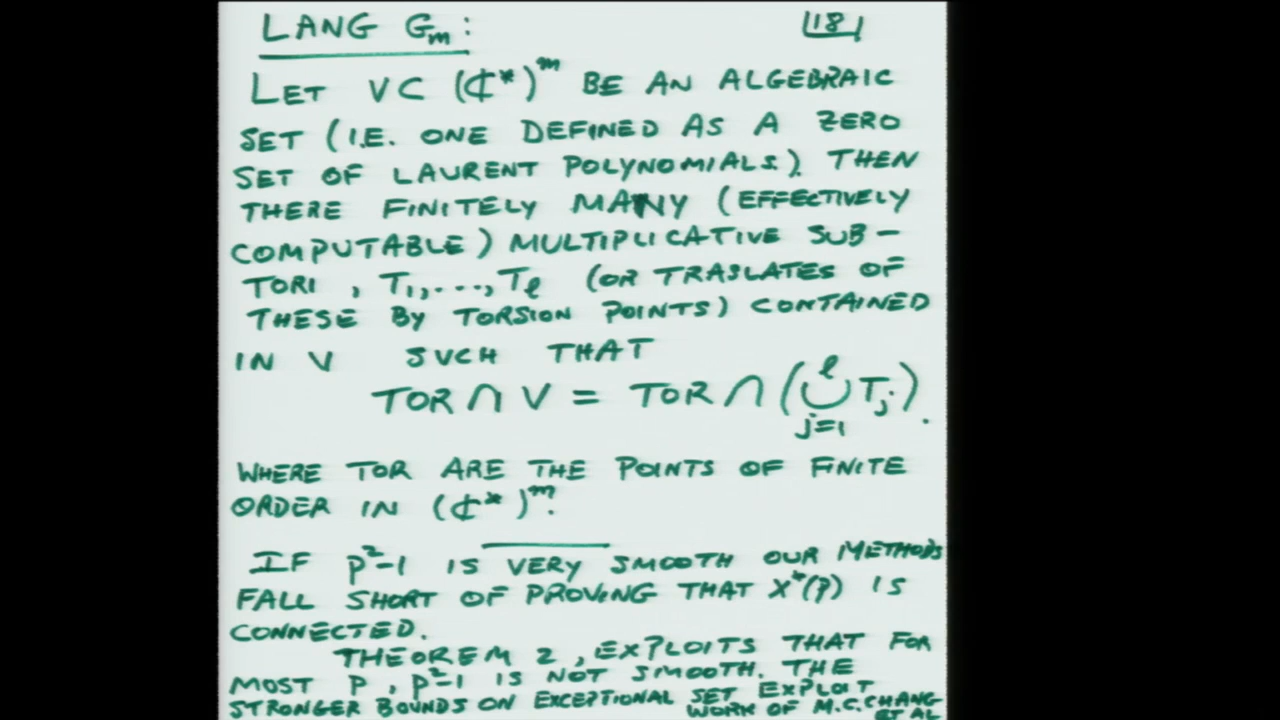 LANG Gm: 18
LET V ⊂ (ℂ*)^m BE AN ALGEBRAIC
SET (I.E. ONE DEFINED AS A ZERO
SET OF LAURENT POLYNOMIALS). THEN
THERE FINITELY MANY (EFFECTIVELY
COMPUTABLE) MULTIPLICATIVE SUB-
TORI, T₁,...,Tℓ (OR TRASLATES OF
THESE BY TORSION POINTS) CONTAINED
IN V SUCH THAT
TOR ∩ V = TOR ∩ (⋃_{j=1}^{ℓ} T_j).
WHERE TOR ARE THE POINTS OF FINITE
ORDER IN (ℂ*)^m.
IF p²-1 IS VERY SMOOTH OUR METHODS
FALL SHORT OF PROVING THAT X*(p) IS
CONNECTED.
THEOREM 2, EXPLOITS THAT FOR
MOST P, p²-1 IS NOT SMOOTH. THE
STRONGER BOUNDS ON EXCEPTIONAL SET EXPLOIT
WORK OF M.C. CHANG
ET AL